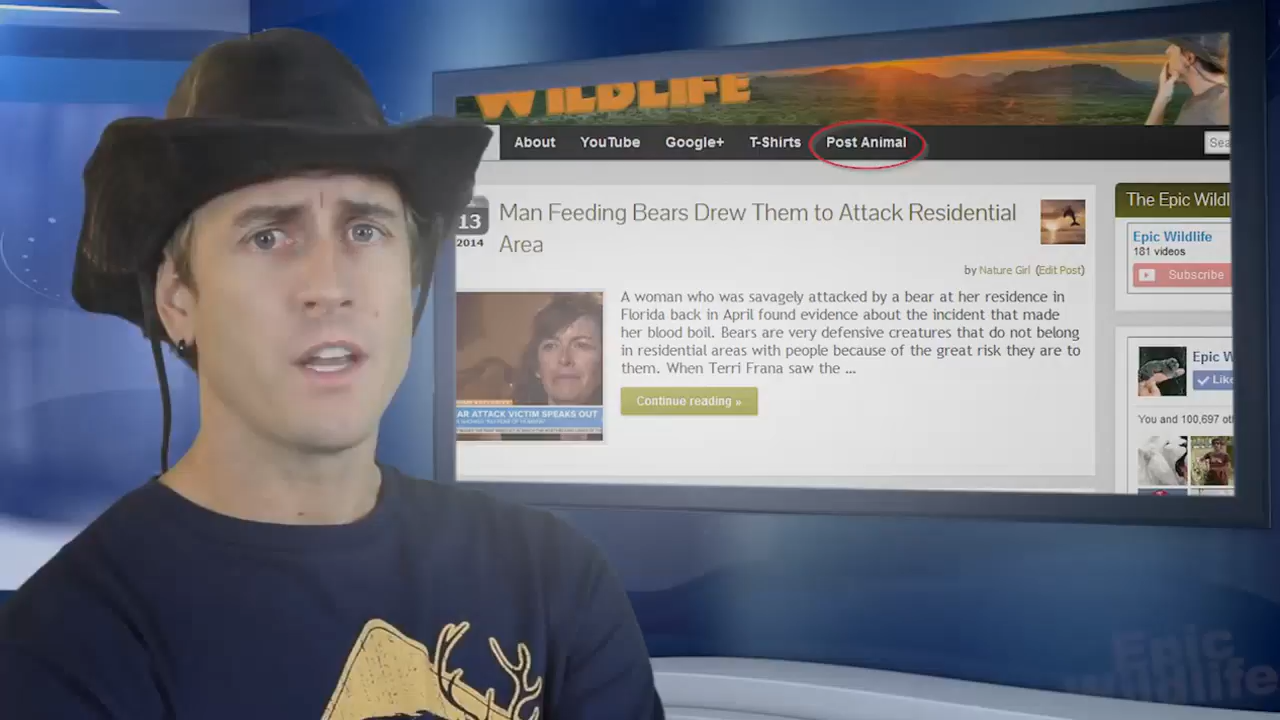 WILDLIFE
About YouTube Google+ T-Shirts Post Animal
13
2014
Man Feeding Bears Drew Them to Attack Residential
Area
by Nature Girl (Edit Post)
A woman who was savagely attacked by a bear at her residence in
Florida back in April found evidence about the incident that made
her blood boil. Bears are very defensive creatures that do not belong
in residential areas with people because of the great risk they are to
them. When Terri Frana saw the ...
Continue reading »
AR ATTACK VICTIM SPEAKS OUT
The Epic Wildl
Epic Wildlife
181 videos
Subscribe
Epic W
Like
You and 100,697 ot
Epic
Wildlife